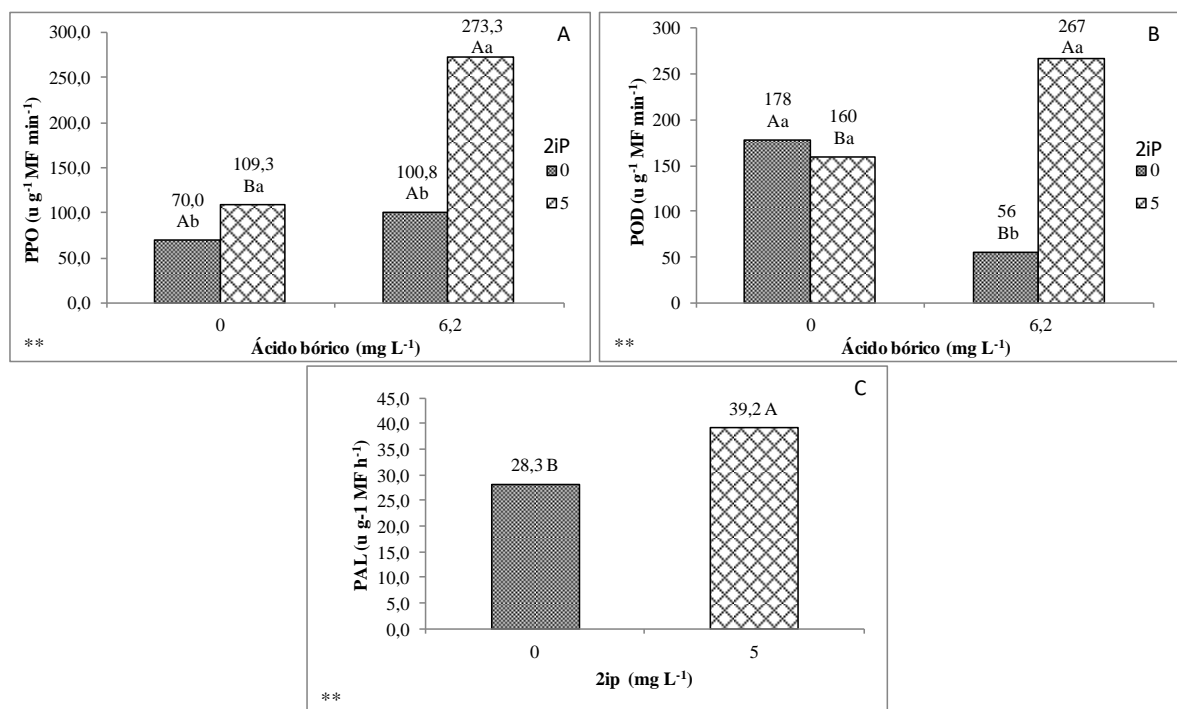 A
PPO (u g-1 MF min-1)
300,0
250,0
200,0
150,0
100,0
50,0
0,0
70,0
Ab
109,3
Ba
100,8
Ab
273,3
Aa
2iP
0
5
0
6,2
Ácido bórico (mg L-1)
**
B
POD (u g-1 MF min-1)
300
250
200
150
100
50
0
178
Aa
160
Ba
56
Bb
267
Aa
2iP
0
5
0
6,2
Ácido bórico (mg L-1)
**
C
PAL (u g-1 MF h-1)
45,0
40,0
35,0
30,0
25,0
20,0
15,0
10,0
5,0
0,0
28,3 B
39,2 A
0
5
2ip (mg L-1)
**